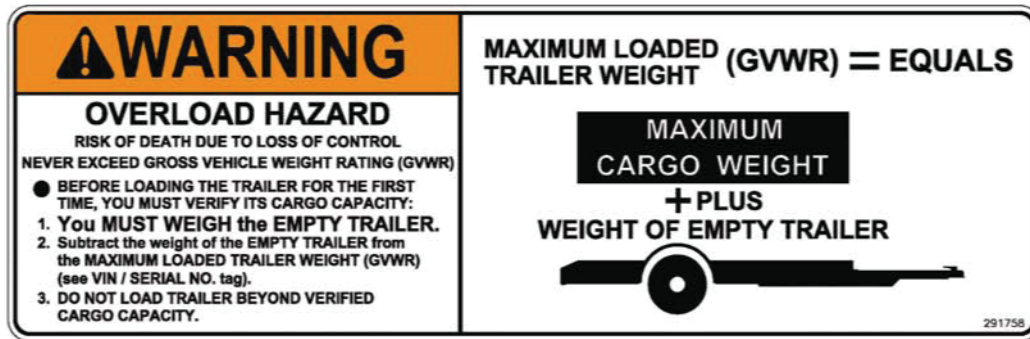 WARNING
OVERLOAD HAZARD
RISK OF DEATH DUE TO LOSS OF CONTROL
NEVER EXCEED GROSS VEHICLE WEIGHT RATING (GVWR)
● BEFORE LOADING THE TRAILER FOR THE FIRST
TIME, YOU MUST VERIFY ITS CARGO CAPACITY:
1. You MUST WEIGH the EMPTY TRAILER.
2. Subtract the weight of the EMPTY TRAILER from
the MAXIMUM LOADED TRAILER WEIGHT (GVWR)
(see VIN / SERIAL NO. tag).
3. DO NOT LOAD TRAILER BEYOND VERIFIED
CARGO CAPACITY.
MAXIMUM LOADED
TRAILER WEIGHT (GVWR) = EQUALS
MAXIMUM
CARGO WEIGHT
+ PLUS
WEIGHT OF EMPTY TRAILER
291758